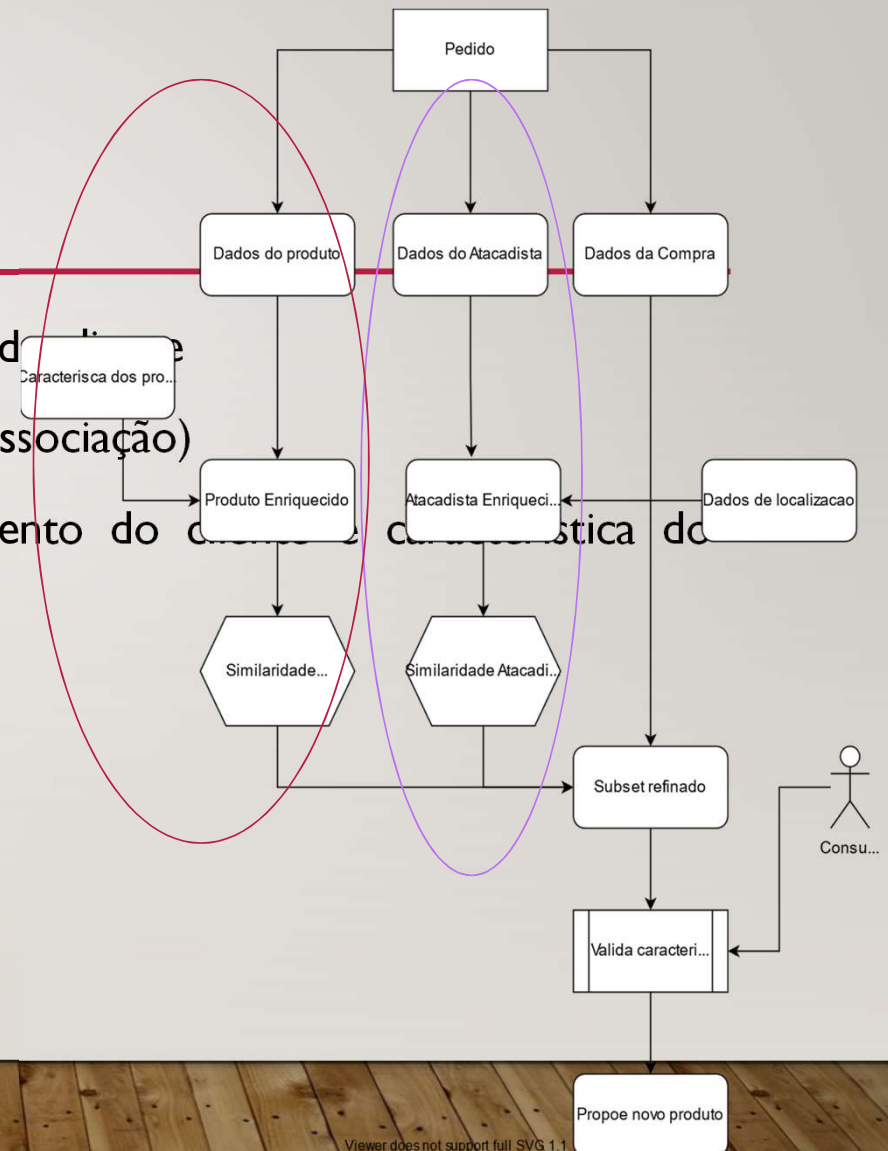 Pedido
Dados do produto
Dados do Atacadista
Dados da Compra
Caracterisca dos pro...
ssociação)
Produto Enriquecido
Atacadista Enriqueci...
Dados de localizacao
ento do cliente e característica do
Similaridade...
Similaridade Atacadi...
Subset refinado
Consu...
Valida caracteri...
Propoe novo produto
Viewer does not support full SVG 1.1